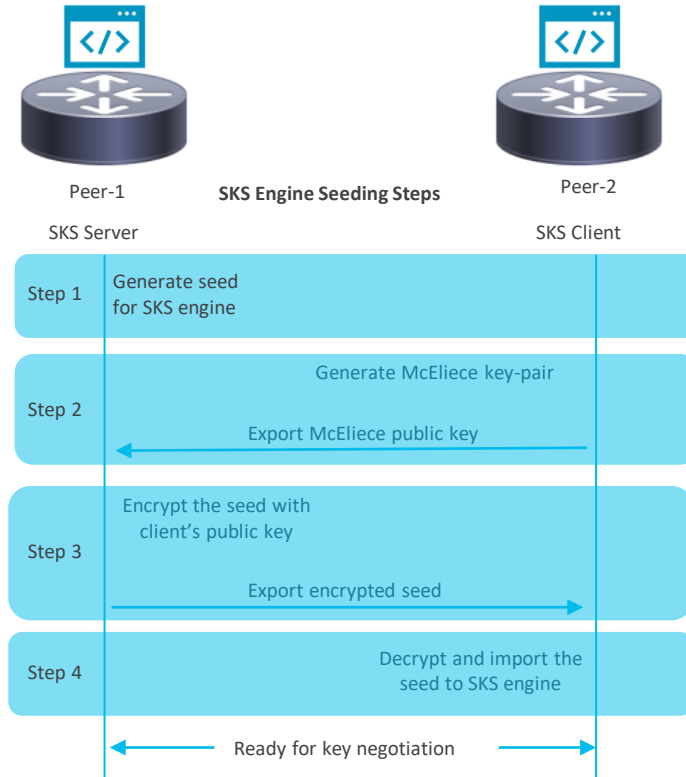 </>
</>
Peer-1
SKS Engine Seeding Steps
Peer-2
SKS Server
SKS Client
Step 1
Generate seed
for SKS engine
Step 2
Generate McEliece key-pair
Export McEliece public key
Step 3
Encrypt the seed with
client’s public key
Export encrypted seed
Step 4
Decrypt and import the
seed to SKS engine
Ready for key negotiation